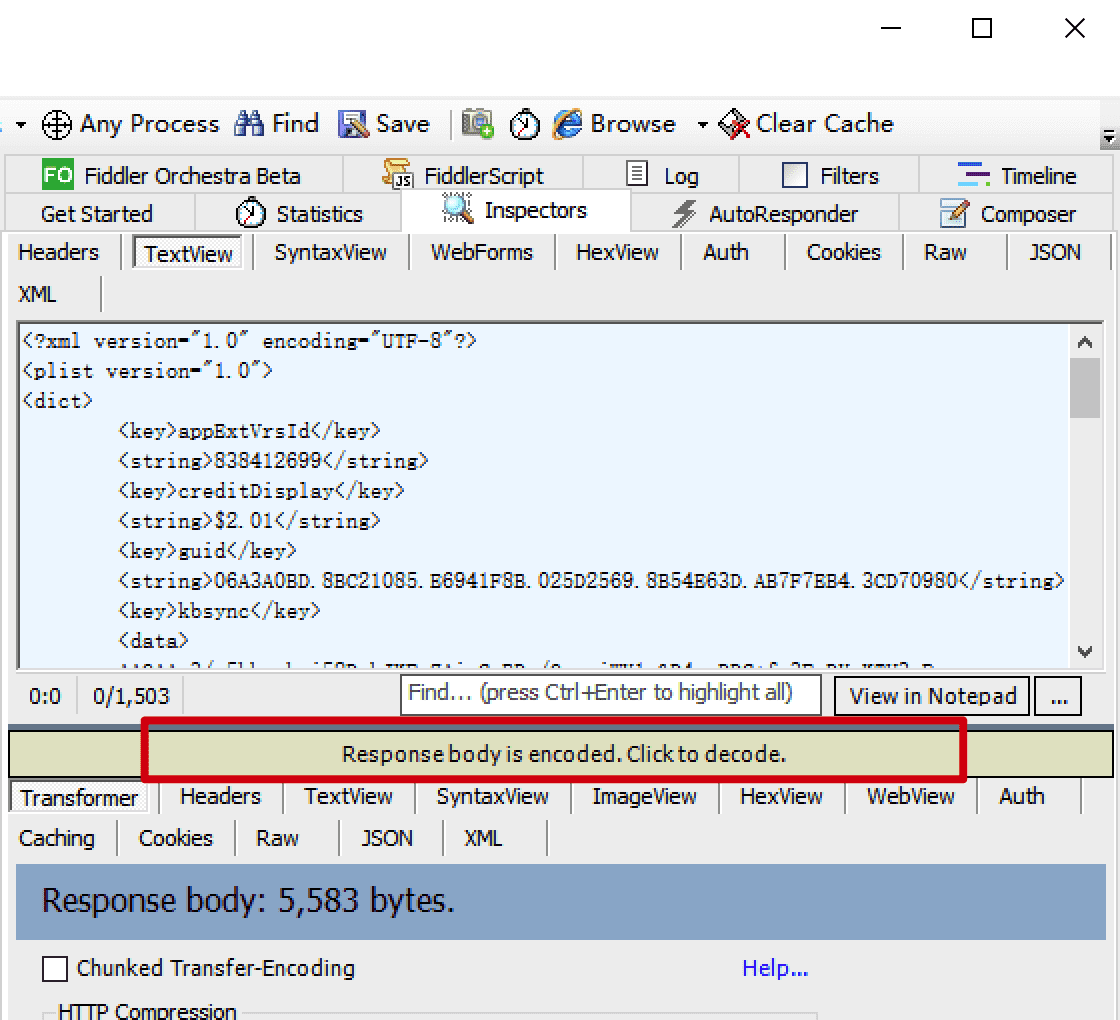 Any Process Find Save Browse Clear Cache
FO Fiddler Orchestra Beta JS FiddlerScript Log Filters Timeline
Get Started Statistics Inspectors AutoResponder Composer
Headers TextView SyntaxView WebForms HexView Auth Cookies Raw JSON
XML
<?xml version="1.0" encoding="UTF-8"?>
<plist version="1.0">
<dict>
<key>appExtVrsId</key>
<string>838412699</string>
<key>creditDisplay</key>
<string>$2.01</string>
<key>guid</key>
<string>06A3A0BD.8BC21085.E6941F8B.025D2569.8B54E63D.AB7F7EB4.3CD70980</string>
<key>kbsync</key>
<data>
0:0 0/1,503 Find... (press Ctrl+Enter to highlight all) View in Notepad ...
Response body is encoded. Click to decode.
Transformer Headers TextView SyntaxView ImageView HexView WebView Auth
Caching Cookies Raw JSON XML
Response body: 5,583 bytes.
Chunked Transfer-Encoding Help...
HTTP Compression